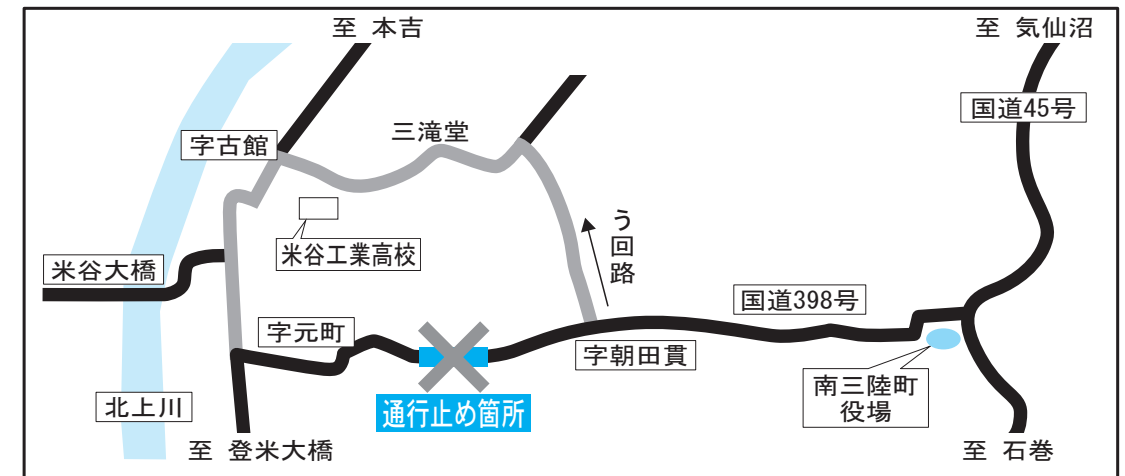 至 本吉
至 気仙沼
国道45号
字古館
三滝堂
う回路
米谷工業高校
米谷大橋
国道398号
字元町
字朝田貫
南三陸町
役場
北上川
通行止め箇所
至 登米大橋
至 石巻